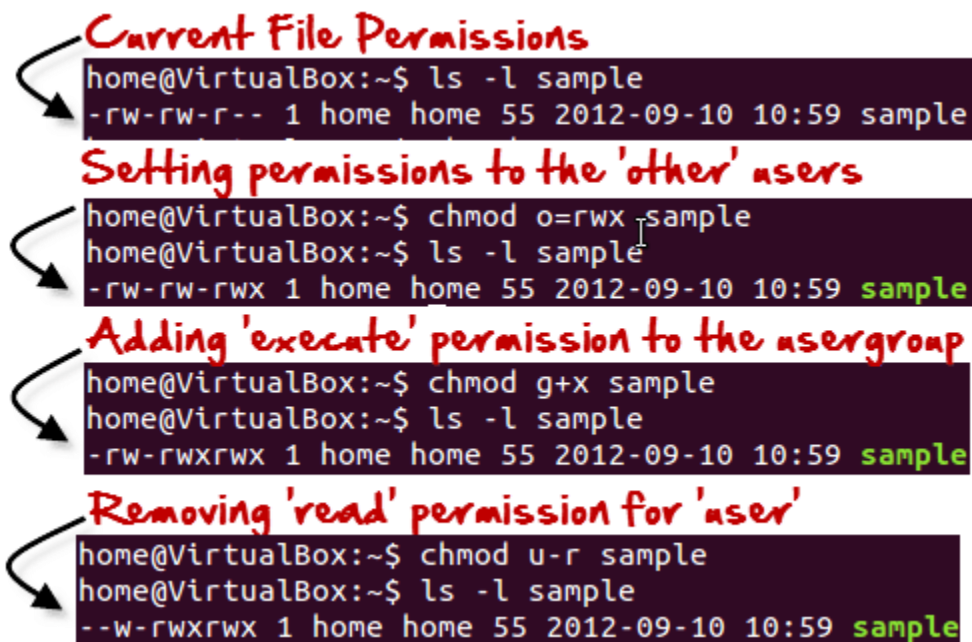 Current File Permissions
home@VirtualBox:~$ ls -l sample
-rw-rw-r-- 1 home home 55 2012-09-10 10:59 sample
Setting permissions to the 'other' users
home@VirtualBox:~$ chmod o=rwx sample
home@VirtualBox:~$ ls -l sample
-rw-rw-rwx 1 home home 55 2012-09-10 10:59 sample
Adding 'execute' permission to the usergroup
home@VirtualBox:~$ chmod g+x sample
home@VirtualBox:~$ ls -l sample
-rw-rwxrwx 1 home home 55 2012-09-10 10:59 sample
Removing 'read' permission for 'user'
home@VirtualBox:~$ chmod u-r sample
home@VirtualBox:~$ ls -l sample
--w-rwxrwx 1 home home 55 2012-09-10 10:59 sample